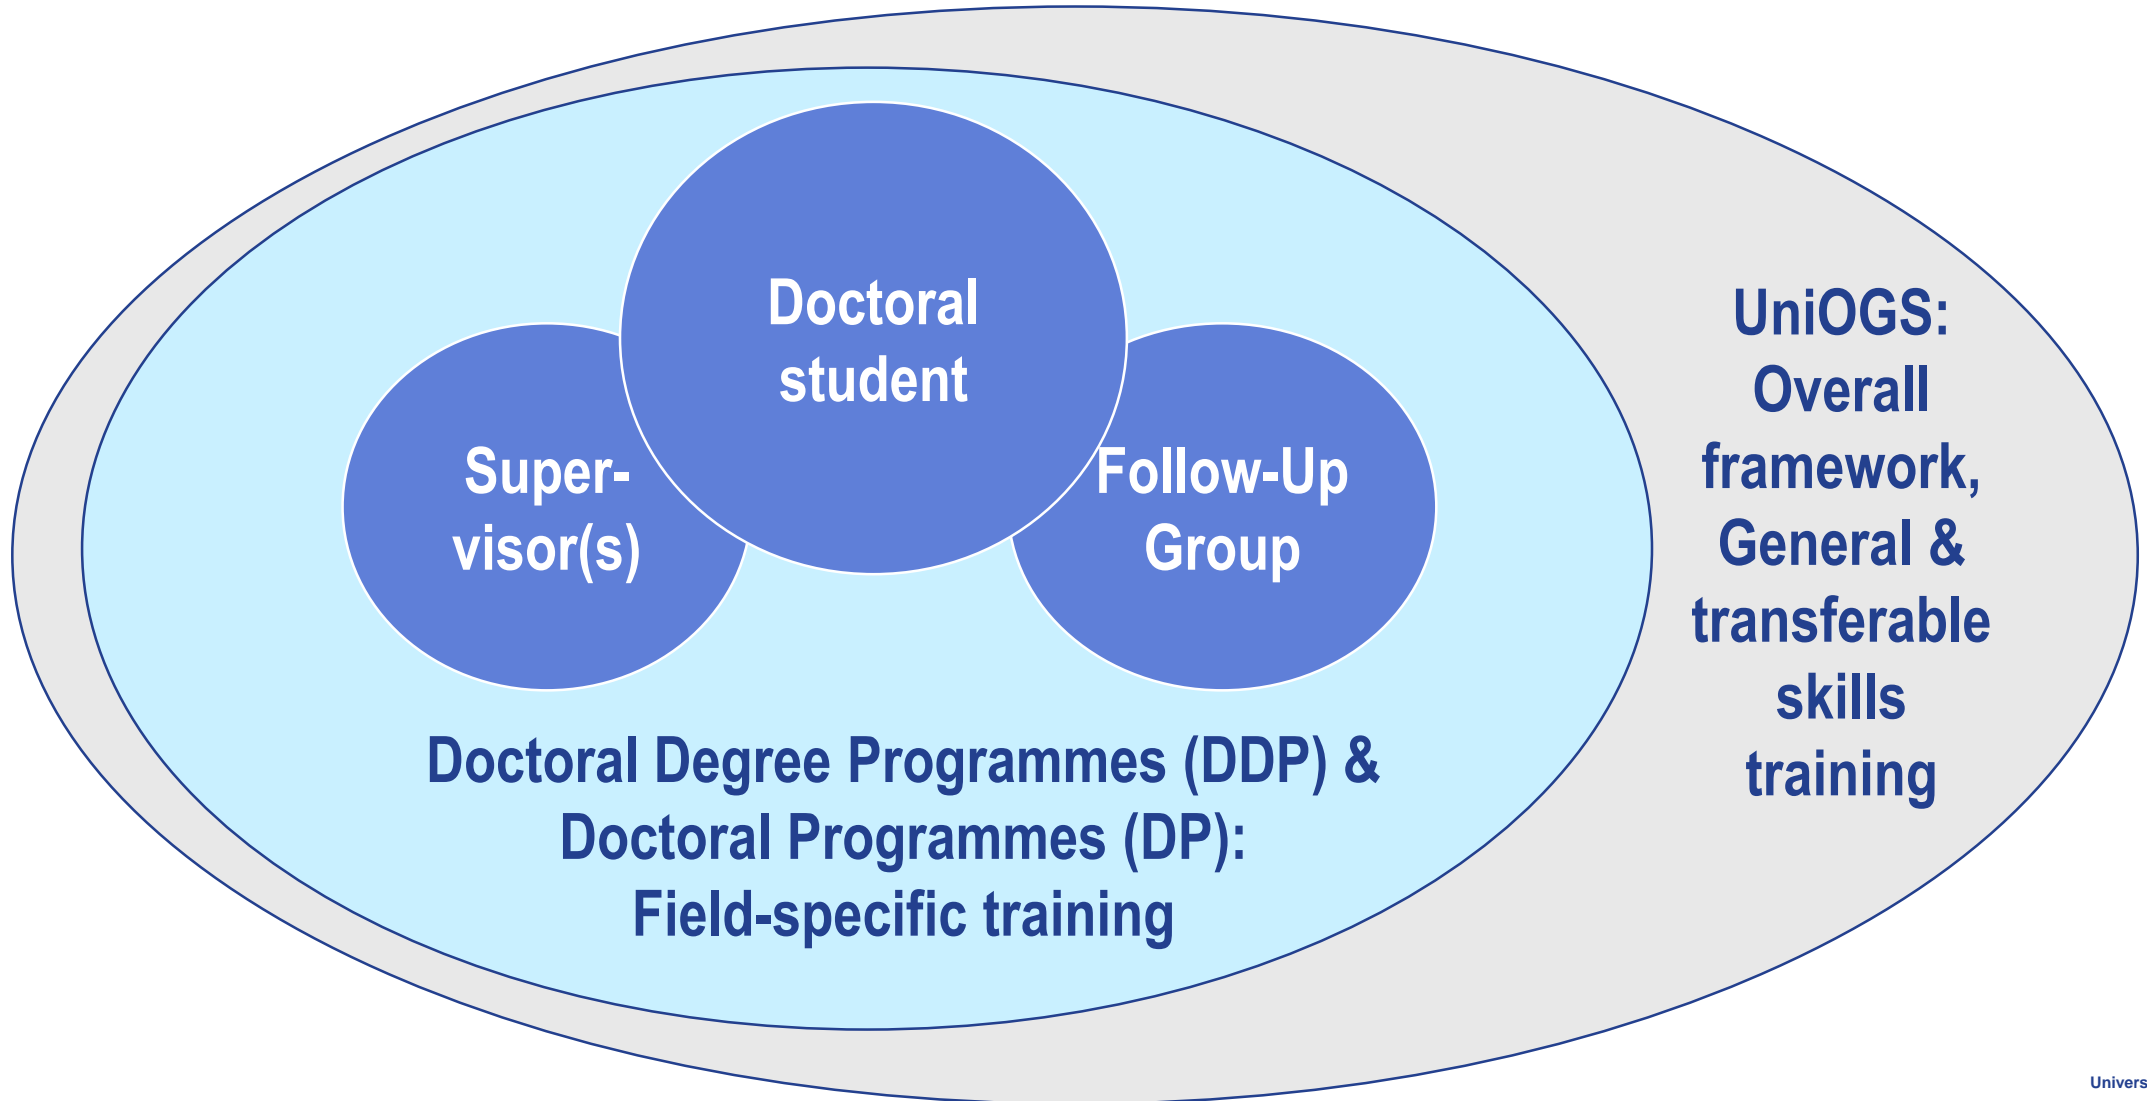 Doctoral
student
Super-
visor(s)
Follow-Up
Group
Doctoral Degree Programmes (DDP) &
Doctoral Programmes (DP):
Field-specific training
UniOGS:
Overall
framework,
General &
transferable
skills
training
Univers